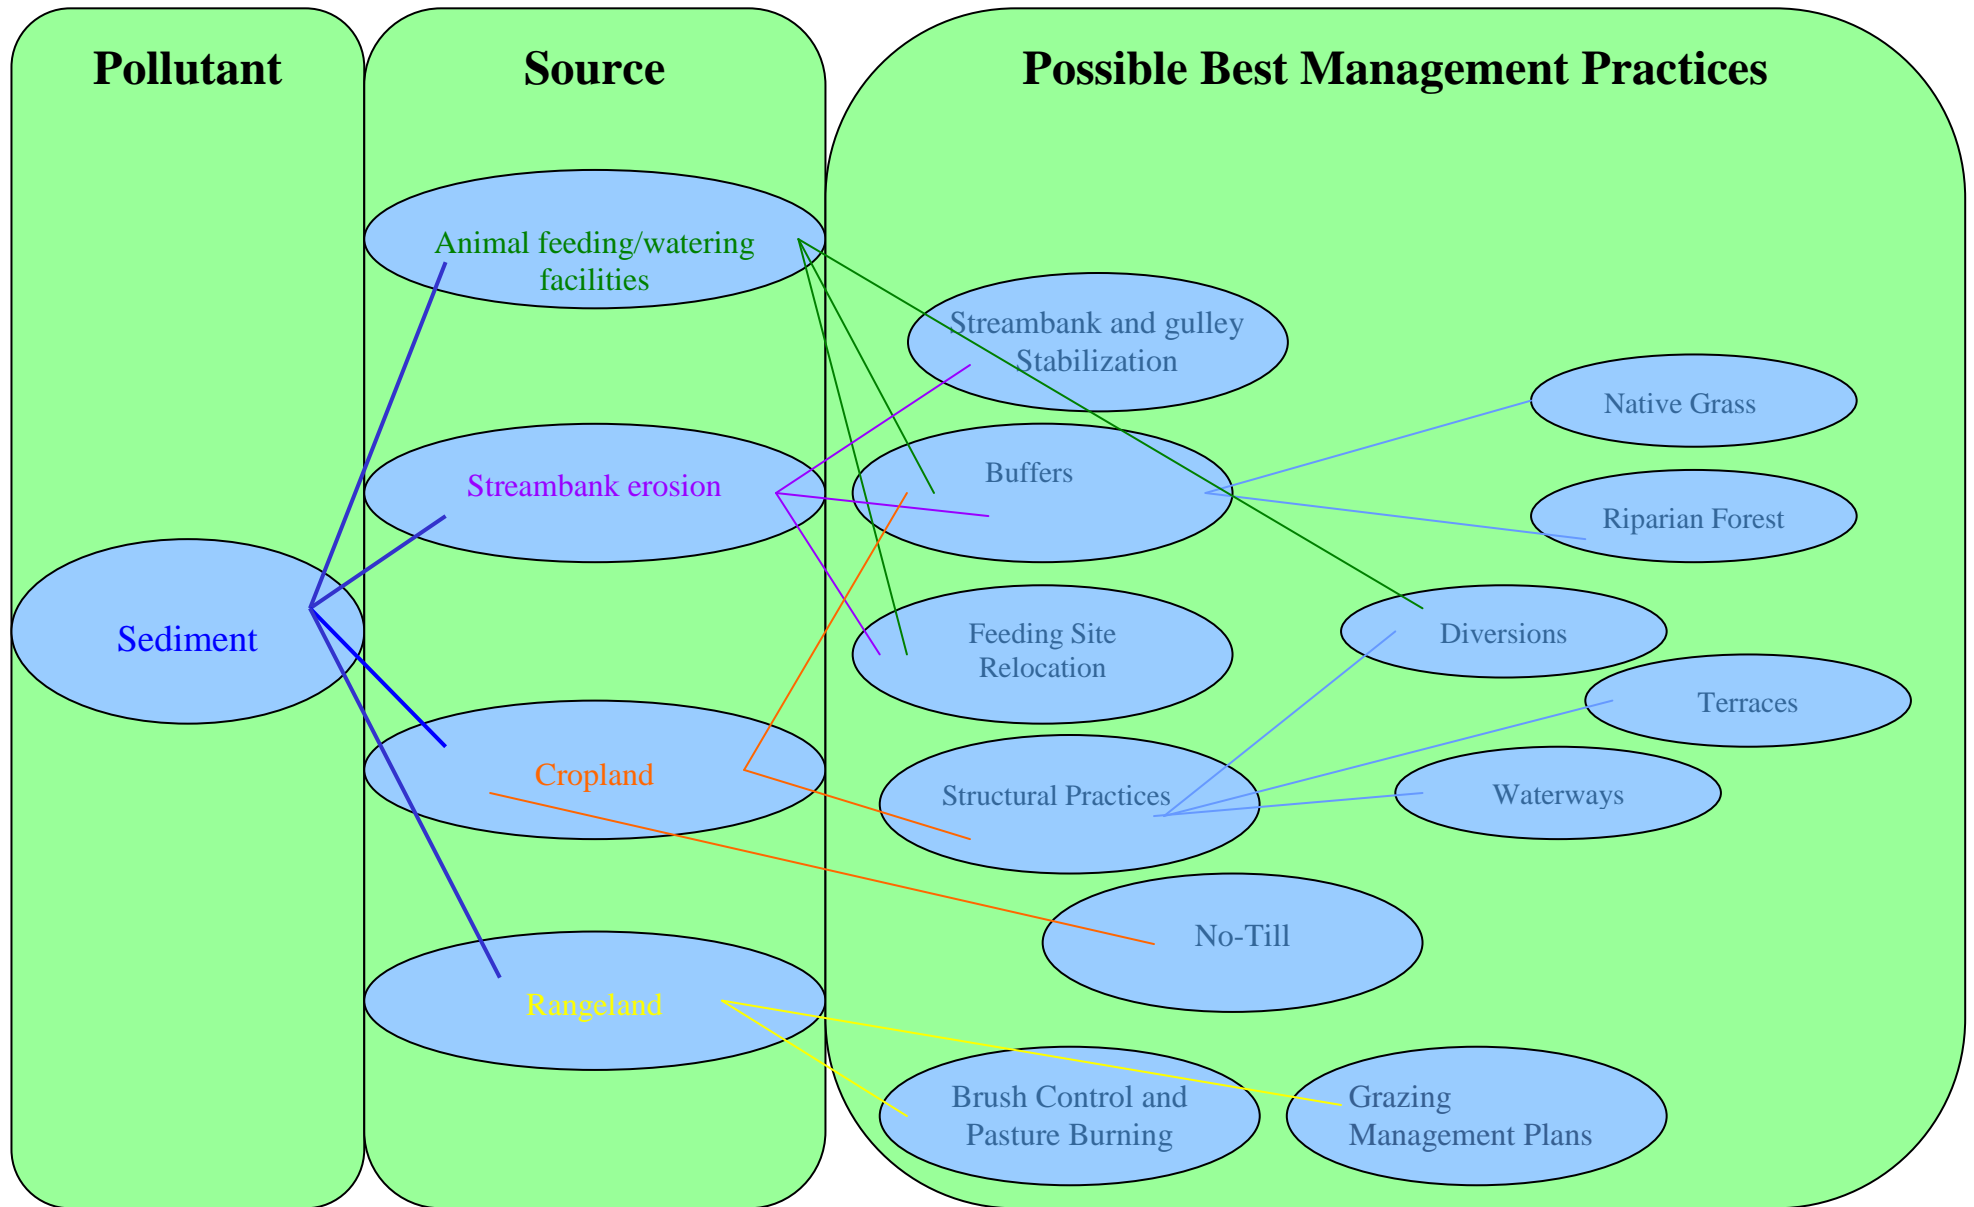 Pollutant
Source
Possible Best Management Practices
Animal feeding/watering
facilities
Streambank erosion
Sediment
Cropland
Rangeland
Streambank and gulley
Stabilization
Buffers
Native Grass
Riparian Forest
Feeding Site
Relocation
Diversions
Terraces
Structural Practices
Waterways
No-Till
Brush Control and
Pasture Burning
Grazing
Management Plans